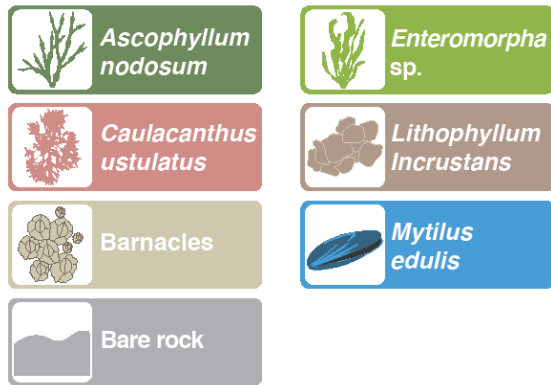 Ascophyllum
nodosum
Enteromorpha
sp.
Caulacanthus
ustulatus
Lithophyllum
Incrustans
Barnacles
Mytilus
edulis
Bare rock